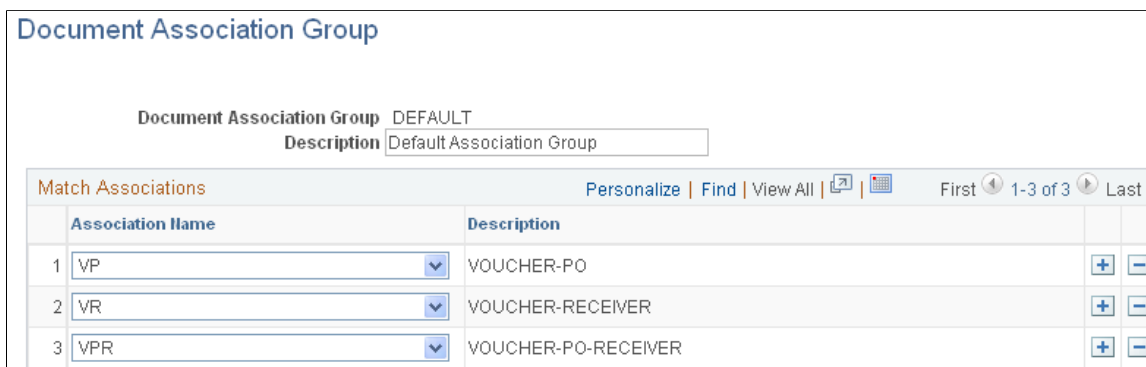 Document Association Group
Document Association Group DEFAULT
Description Default Association Group
Match Associations Personalize | Find | View All | | First 1-3 of 3 Last
Association Name Description
1 VP VOUCHER-PO
2 VR VOUCHER-RECEIVER
3 VPR VOUCHER-PO-RECEIVER